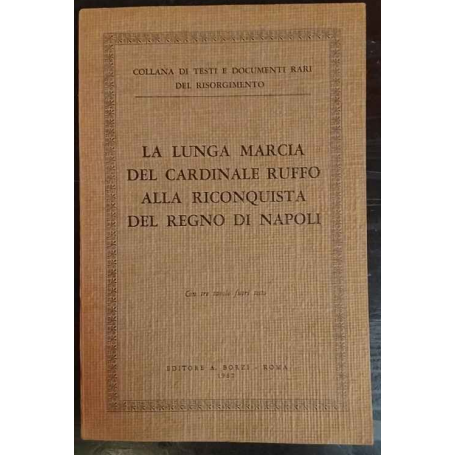 COLLANA DI TESTI E DOCUMENTI RARI
DEL RISORGIMENTO
LA LUNGA MARCIA
DEL CARDINALE RUFFO
ALLA RICONQUISTA
DEL REGNO DI NAPOLI
Con tre tavole fuori testo
EDITORE A. BORZI - ROMA